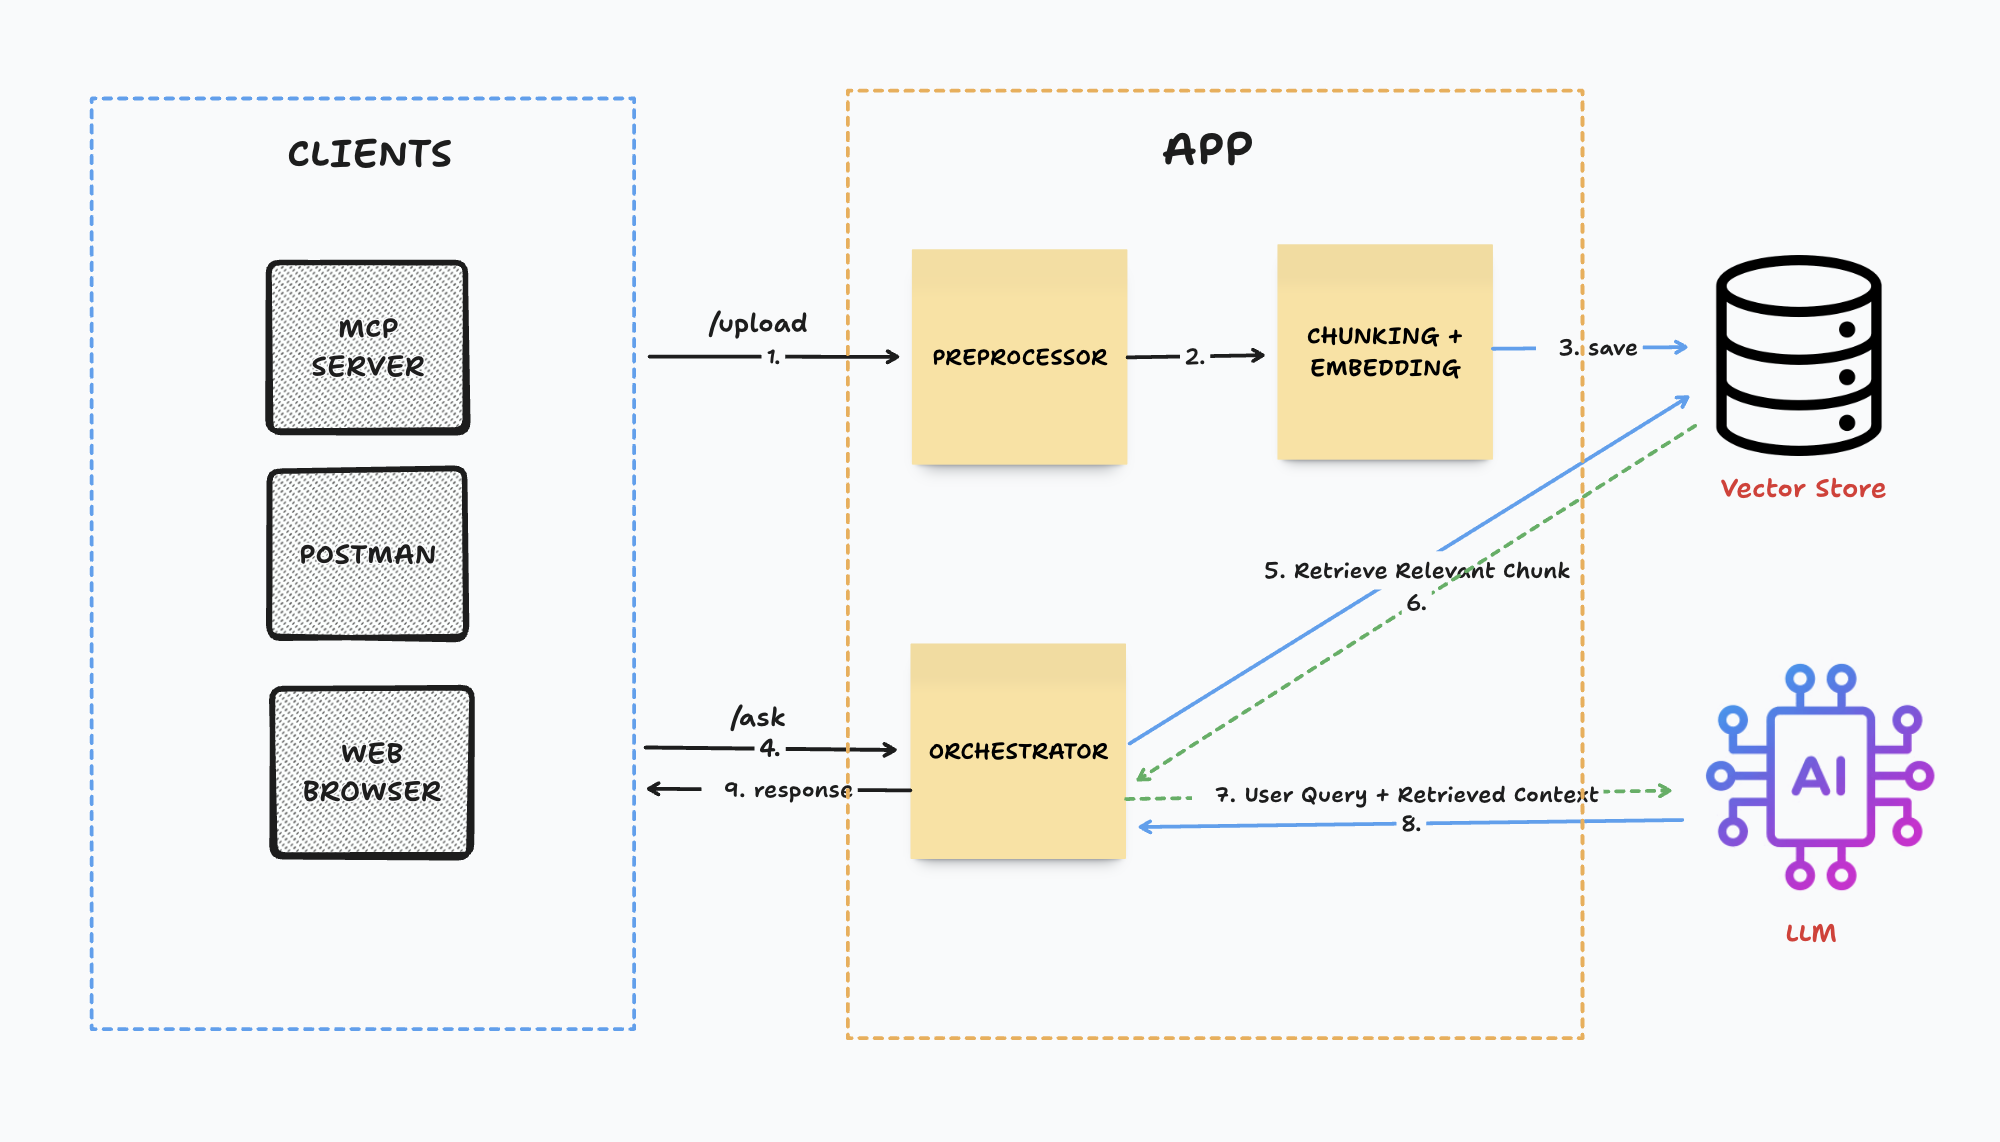 CLIENTS
APP
MCP
SERVER
/upload
1.
PREPROCESSOR
2.
CHUNKING +
EMBEDDING
3. save
Vector Store
POSTMAN
5. Retrieve Relevant Chunk
6.
WEB
BROWSER
/ask
4.
9. response
ORCHESTRATOR
7. User Query + Retrieved Context
8.
AI
LLM